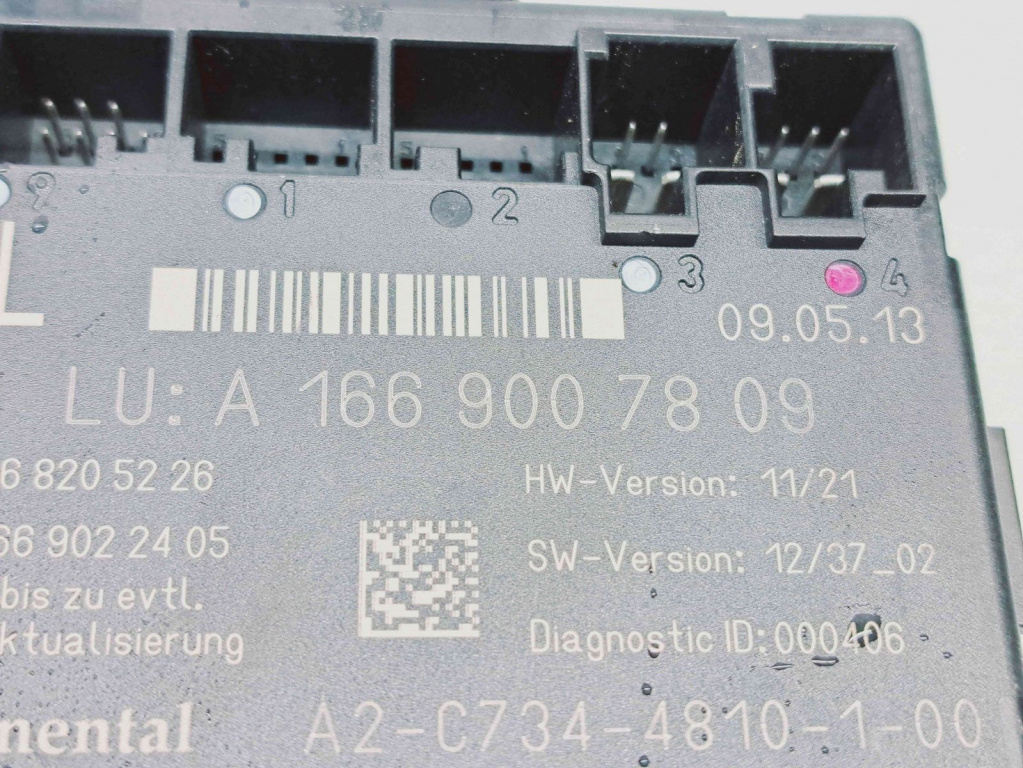 9 1 2
3 4
L 09.05.13
LU: A 166 900 78 09
6 820 52 26 HW-Version: 11/21
66 902 24 05 SW-Version: 12/37_02
bis zu evtl.
ktualisierung Diagnostic ID: 000406
mental A2-C734-4810-1-00